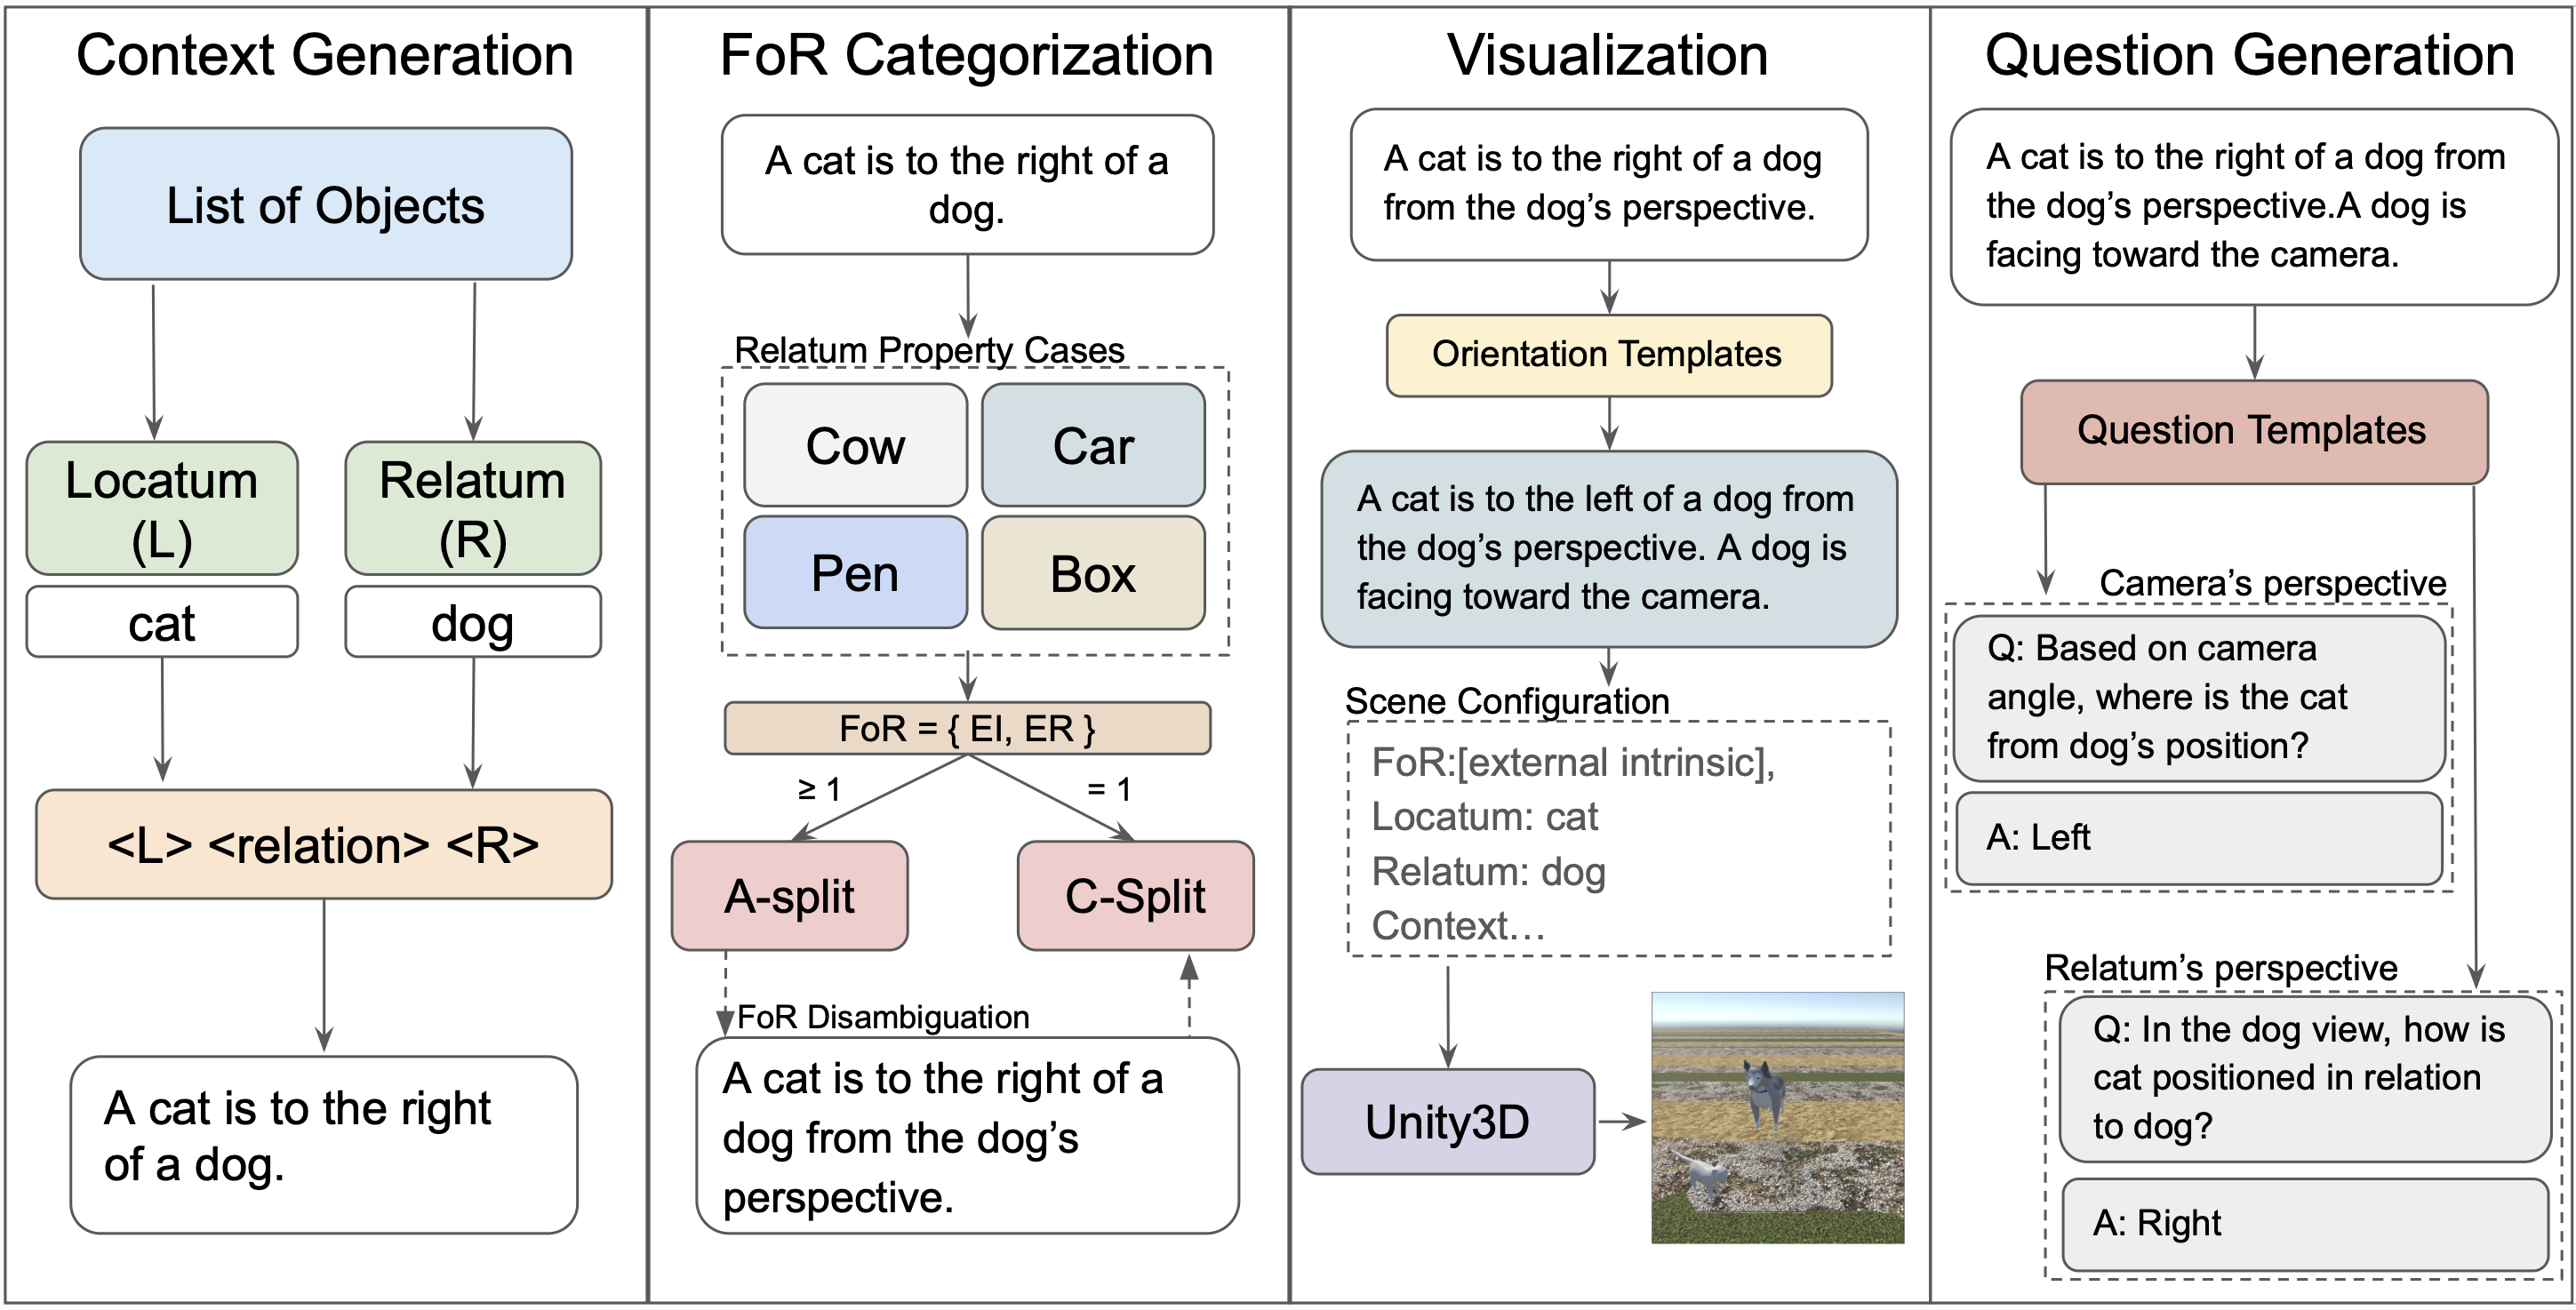 Context Generation
List of Objects
Locatum
(L)
Relatum
(R)
cat
dog
<L> <relation> <R>
A cat is to the right
of a dog.
FoR Categorization
A cat is to the right of a
dog.
Relatum Property Cases
Cow
Car
Pen
Box
FoR = { EI, ER }
≥ 1
= 1
A-split
C-Split
FoR Disambiguation
A cat is to the right of a
dog from the dog's
perspective.
Visualization
A cat is to the right of a dog
from the dog's perspective.
Orientation Templates
A cat is to the left of a dog from
the dog's perspective. A dog is
facing toward the camera.
Scene Configuration
FoR:[external intrinsic],
Locatum: cat
Relatum: dog
Context…
Unity3D
Question Generation
A cat is to the right of a dog from
the dog's perspective.A dog is
facing toward the camera.
Question Templates
Camera's perspective
Q: Based on camera
angle, where is the cat
from dog's position?
A: Left
Relatum's perspective
Q: In the dog view, how is
cat positioned in relation
to dog?
A: Right